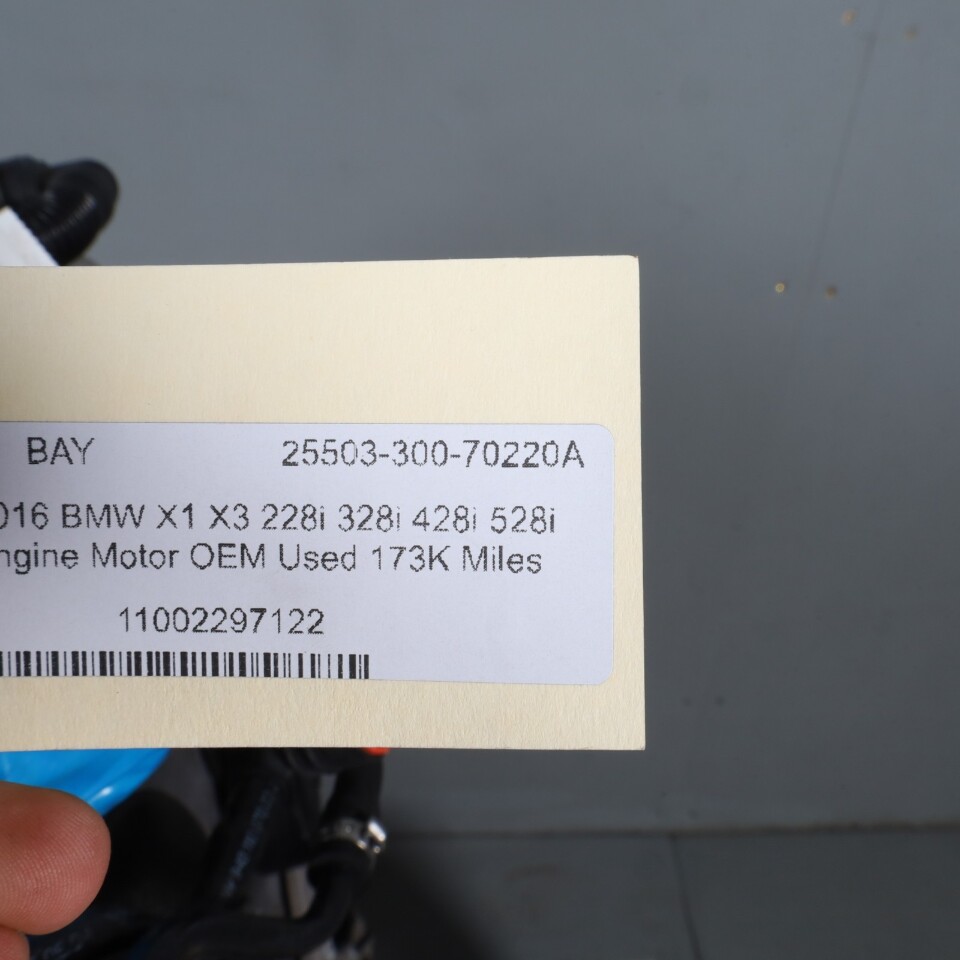 BAY 25503-300-70220A
016 BMW X1 X3 228i 328i 428i 528i
ngine Motor OEM Used 173K Miles
11002297122